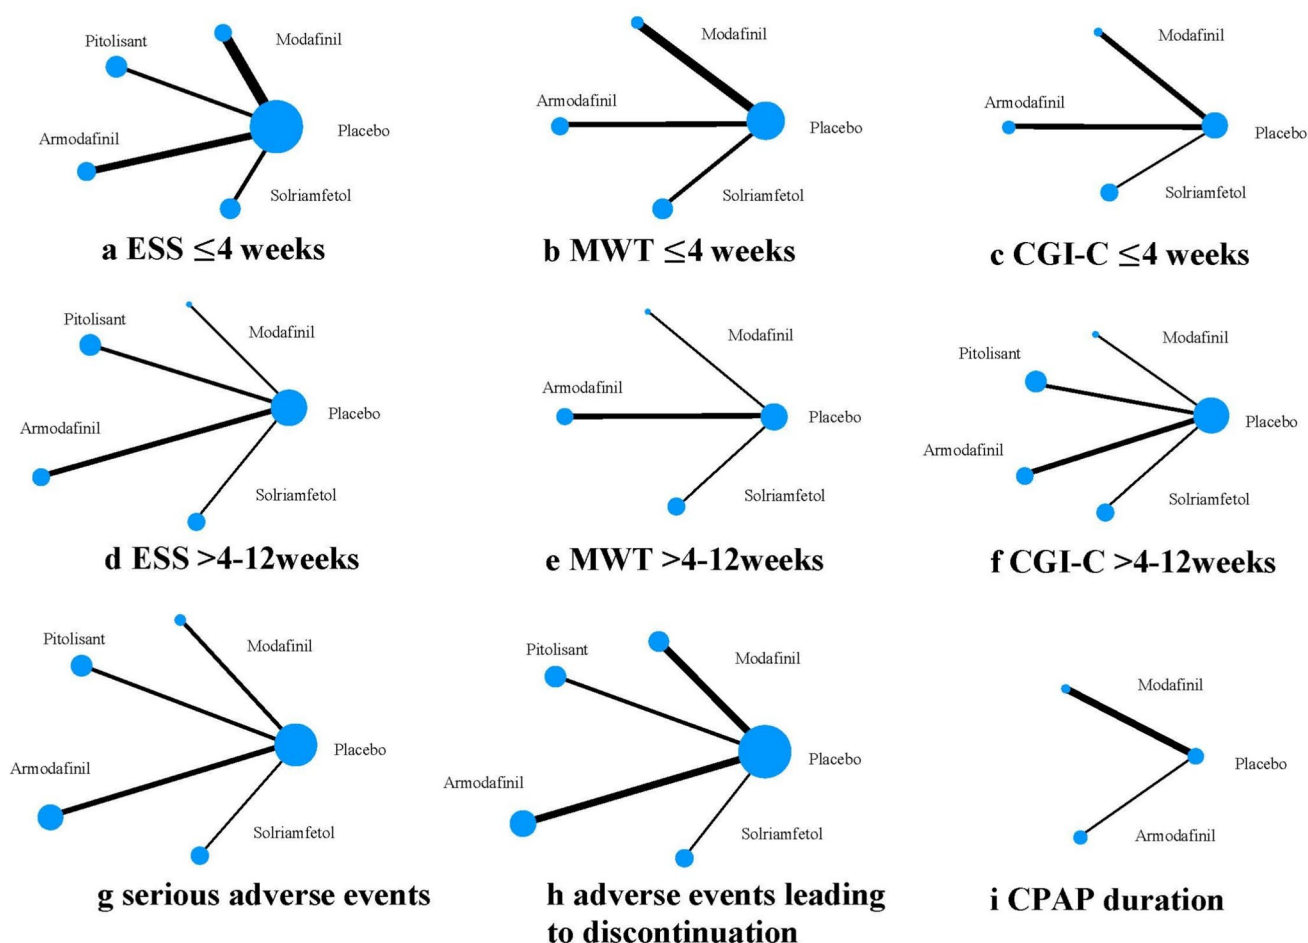 Modafinil
Pitolisant
Armodafinil
Placebo
Solriamfetol
a ESS ≤4 weeks
Modafinil
Armodafinil
Placebo
Solriamfetol
b MWT ≤4 weeks
Modafinil
Armodafinil
Placebo
Solriamfetol
c CGI-C ≤4 weeks
Pitolisant
Modafinil
Placebo
Armodafinil
Solriamfetol
d ESS >4-12weeks
Modafinil
Armodafinil
Placebo
Solriamfetol
e MWT >4-12weeks
Modafinil
Pitolisant
Placebo
Armodafinil
Solriamfetol
f CGI-C >4-12weeks
Pitolisant
Modafinil
Placebo
Armodafinil
Solriamfetol
g serious adverse events
Pitolisant
Modafinil
Placebo
Armodafinil
Solriamfetol
h adverse events leading
to discontinuation
Modafinil
Placebo
Armodafinil
i CPAP duration